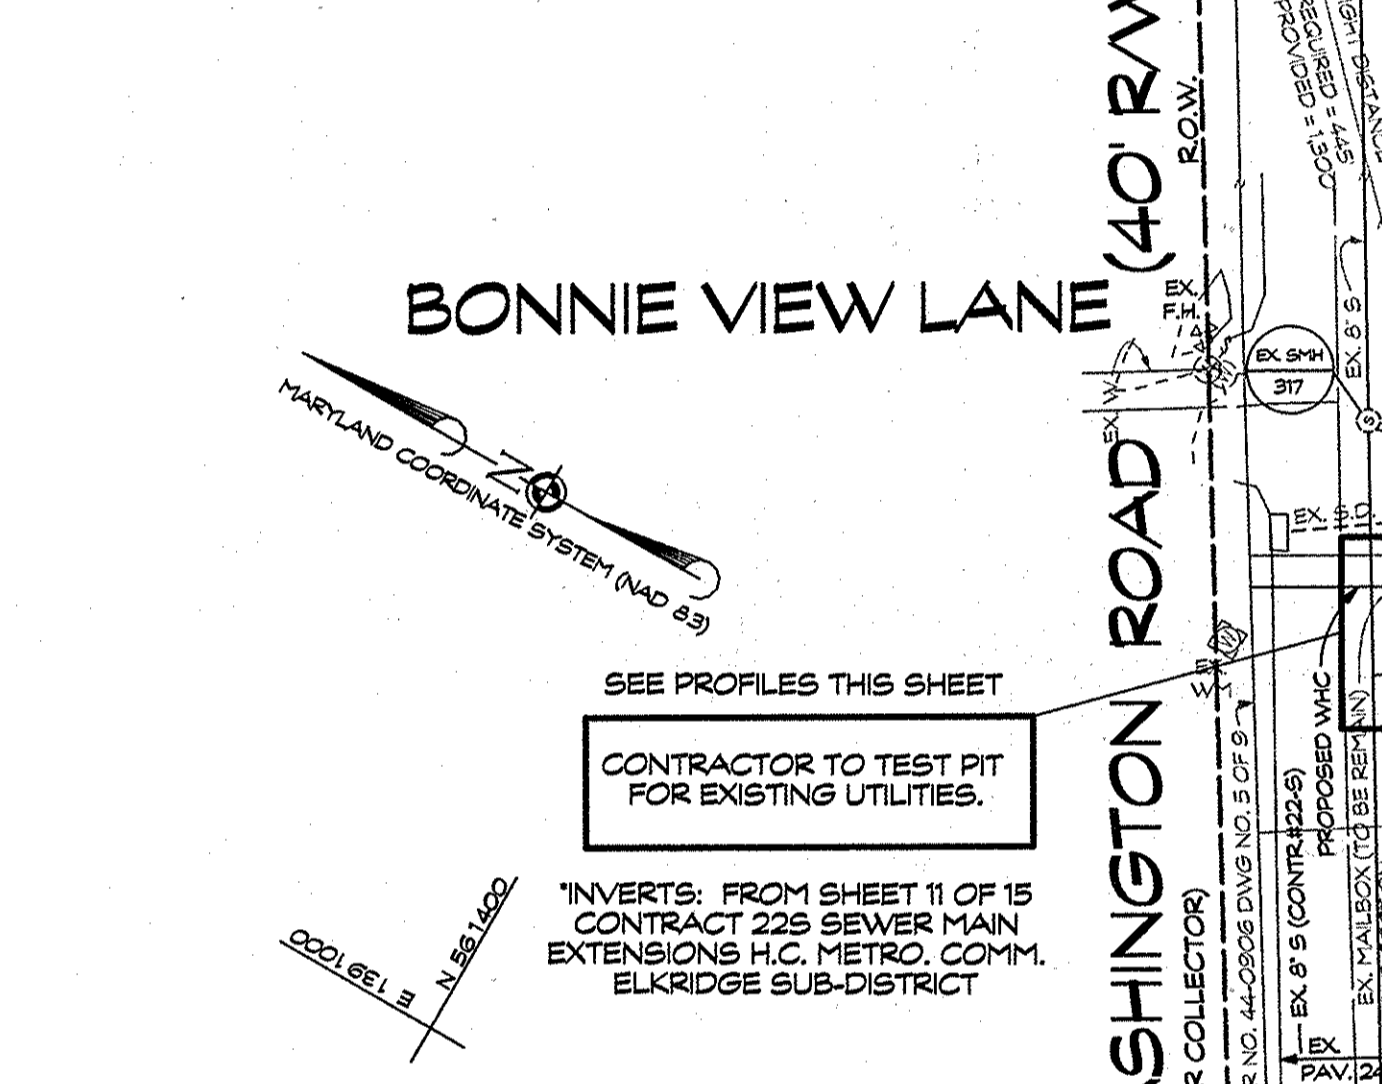 BONNIE VIEW LANE
MARYLAND COORDINATE SYSTEM (NAD 83)
N
SEE PROFILES THIS SHEET
CONTRACTOR TO TEST PIT
FOR EXISTING UTILITIES.
*INVERTS: FROM SHEET 11 OF 15
CONTRACT 22S SEWER MAIN
EXTENSIONS H.C. METRO. COMM.
ELKRIDGE SUB-DISTRICT
E 1391000
N 561400
SHINGTON ROAD (40' R/W
R.O.W.
COLLECTOR)
EX.
F.H.
EX. W
EX. SMH
317
EX. 8" S
S
REQUIRED = 445'
PROVIDED = 1,300
EX. S.D.
W
NO. 44-0906 DWG NO. 5 OF 9
EX. 8" S (CONTR.#22-S)
PROPOSED WHC
EX. MAILBOX (TO BE REMAIN)
EX
PAV. 24